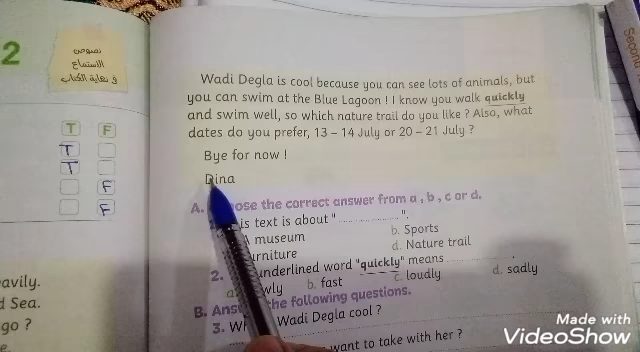 2
نصوص
الاستماع
في نهاية الكتاب
T F
T
T
F
F
avily.
d Sea.
go ?
Wadi Degla is cool because you can see lots of animals, but
you can swim at the Blue Lagoon ! I know you walk quickly
and swim well, so which nature trail do you like ? Also, what
dates do you prefer, 13 – 14 July or 20 – 21 July ?
Bye for now !
Dina
A. ose the correct answer from a , b , c or d.
is text is about " ".
A museum b. Sports
urniture d. Nature trail
2. underlined word "quickly" means
a. wly b. fast c. loudly d. sadly
B. Ans the following questions.
3. Wh Wadi Degla cool ?
want to take with her ?
Made with
VideoShow